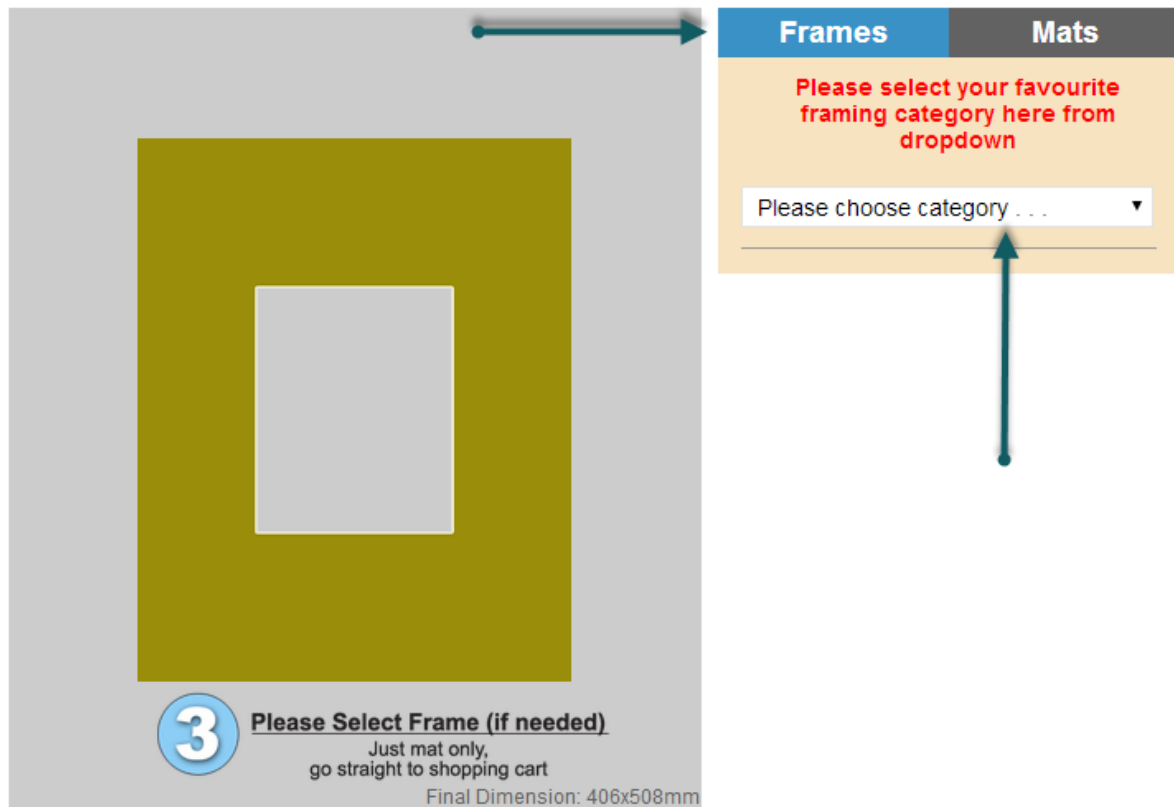 Frames
Mats
Please select your favourite
framing category here from
dropdown
Please choose category . . .
3
Please Select Frame (if needed)
Just mat only,
go straight to shopping cart
Final Dimension: 406x508mm